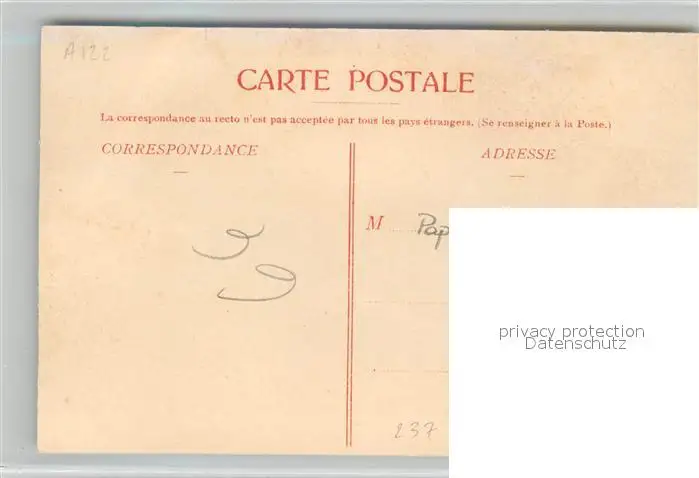 A122
CARTE POSTALE
La correspondance au recto n'est pas acceptée par tous les pays étrangers. (Se renseigner à la Poste.)
CORRESPONDANCE
ADRESSE
M Pap
privacy protection
Datenschutz
237